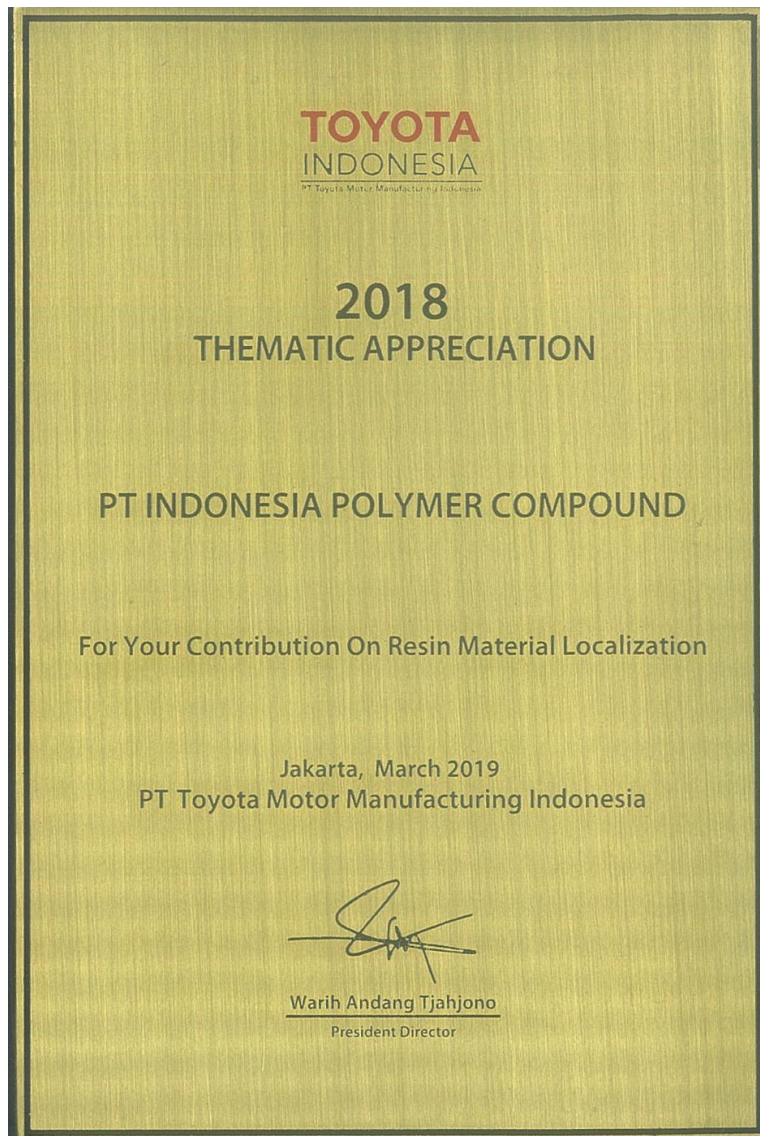 TOYOTA
INDONESIA
PT Toyota Motor Manufacturing Indonesia
2018
THEMATIC APPRECIATION
PT INDONESIA POLYMER COMPOUND
For Your Contribution On Resin Material Localization
Jakarta, March 2019
PT Toyota Motor Manufacturing Indonesia
Warih Andang Tjahjono
President Director